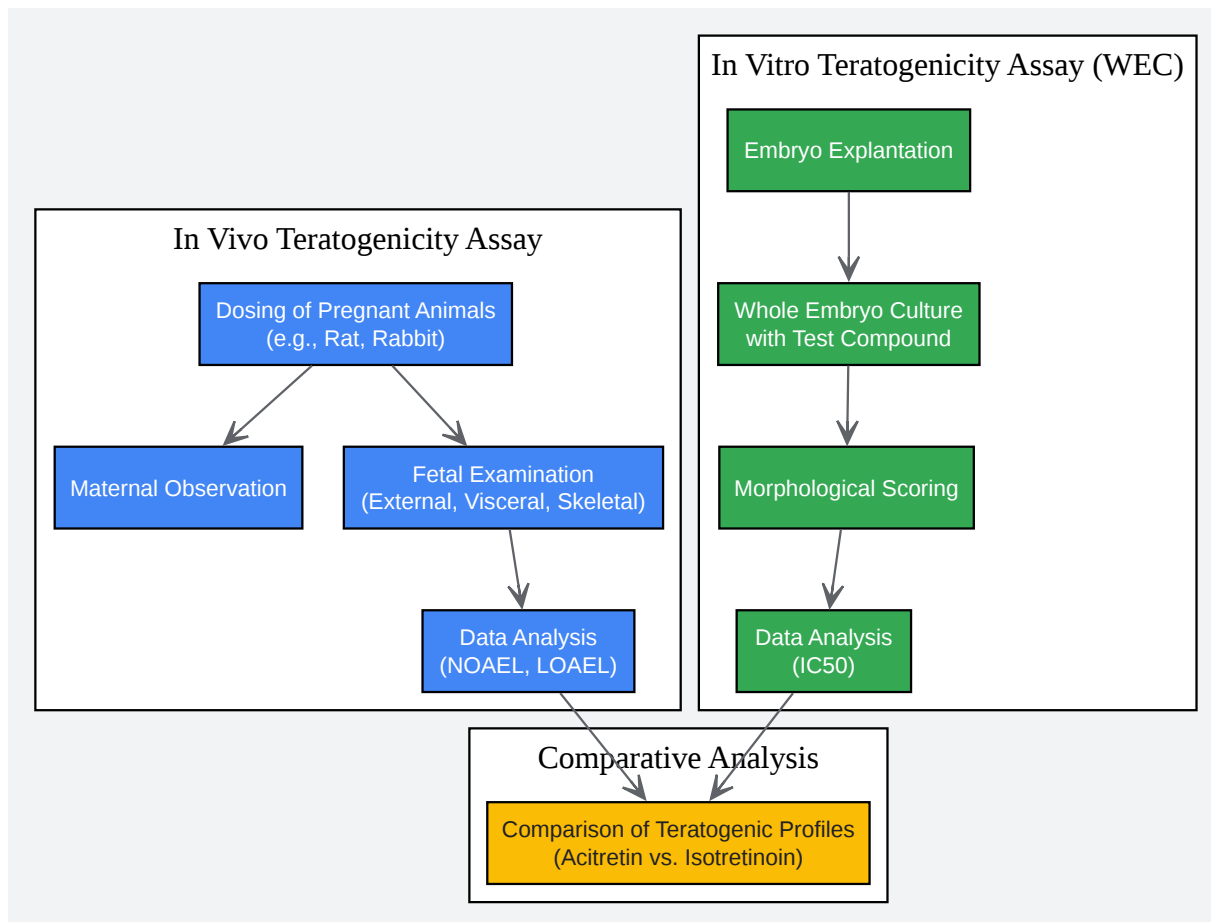 In Vivo Teratogenicity Assay
Dosing of Pregnant Animals
(e.g., Rat, Rabbit)
Maternal Observation
Fetal Examination
(External, Visceral, Skeletal)
Data Analysis
(NOAEL, LOAEL)
In Vitro Teratogenicity Assay (WEC)
Embryo Explantation
Whole Embryo Culture
with Test Compound
Morphological Scoring
Data Analysis
(IC50)
Comparative Analysis
Comparison of Teratogenic Profiles
(Acitretin vs. Isotretinoin)